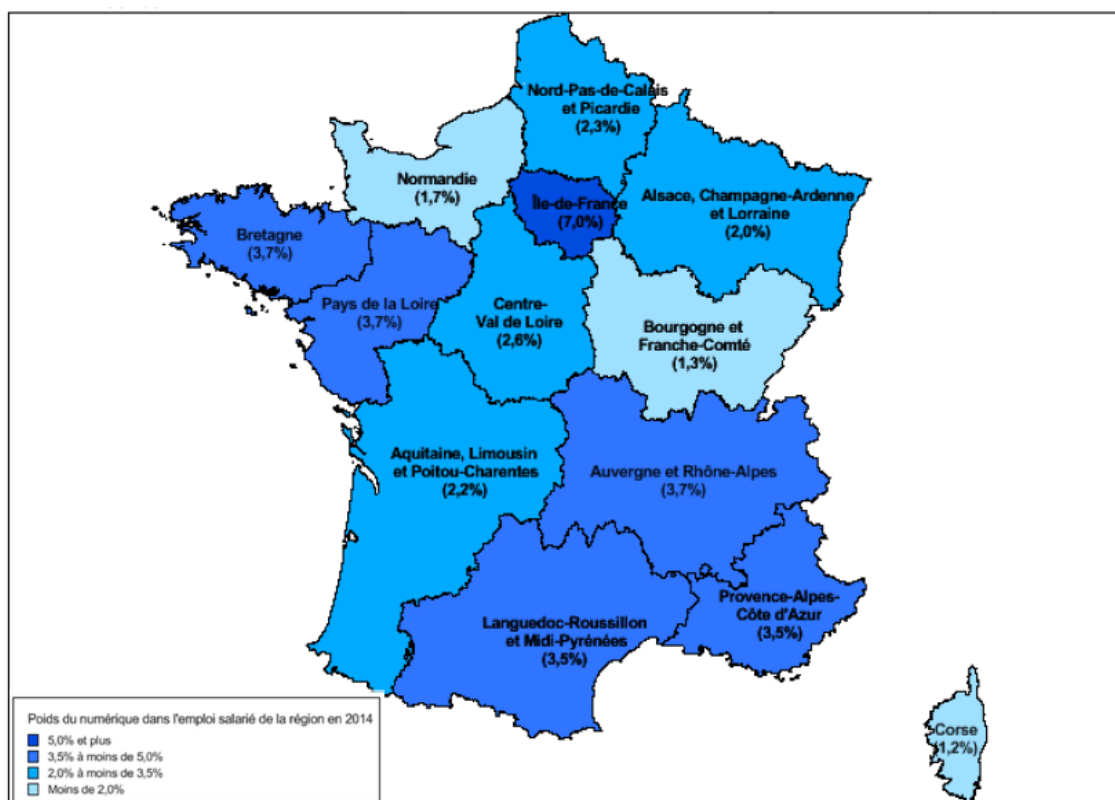 Nord-Pas-de-Calais
et Picardie
(2,3%)
Normandie
(1,7%)
Île-de-France
(7,0%)
Alsace, Champagne-Ardenne
et Lorraine
(2,0%)
Bretagne
(3,7%)
Pays de la Loire
(3,7%)
Centre-
Val de Loire
(2,6%)
Bourgogne et
Franche-Comté
(1,3%)
Aquitaine, Limousin
et Poitou-Charentes
(2,2%)
Auvergne et Rhône-Alpes
(3,7%)
Languedoc-Roussillon
et Midi-Pyrénées
(3,5%)
Provence-Alpes-
Côte d'Azur
(3,5%)
Corse
(1,2%)
Poids du numérique dans l'emploi salarié de la région en 2014
5,0% et plus
3,5% à moins de 5,0%
2,0% à moins de 3,5%
Moins de 2,0%